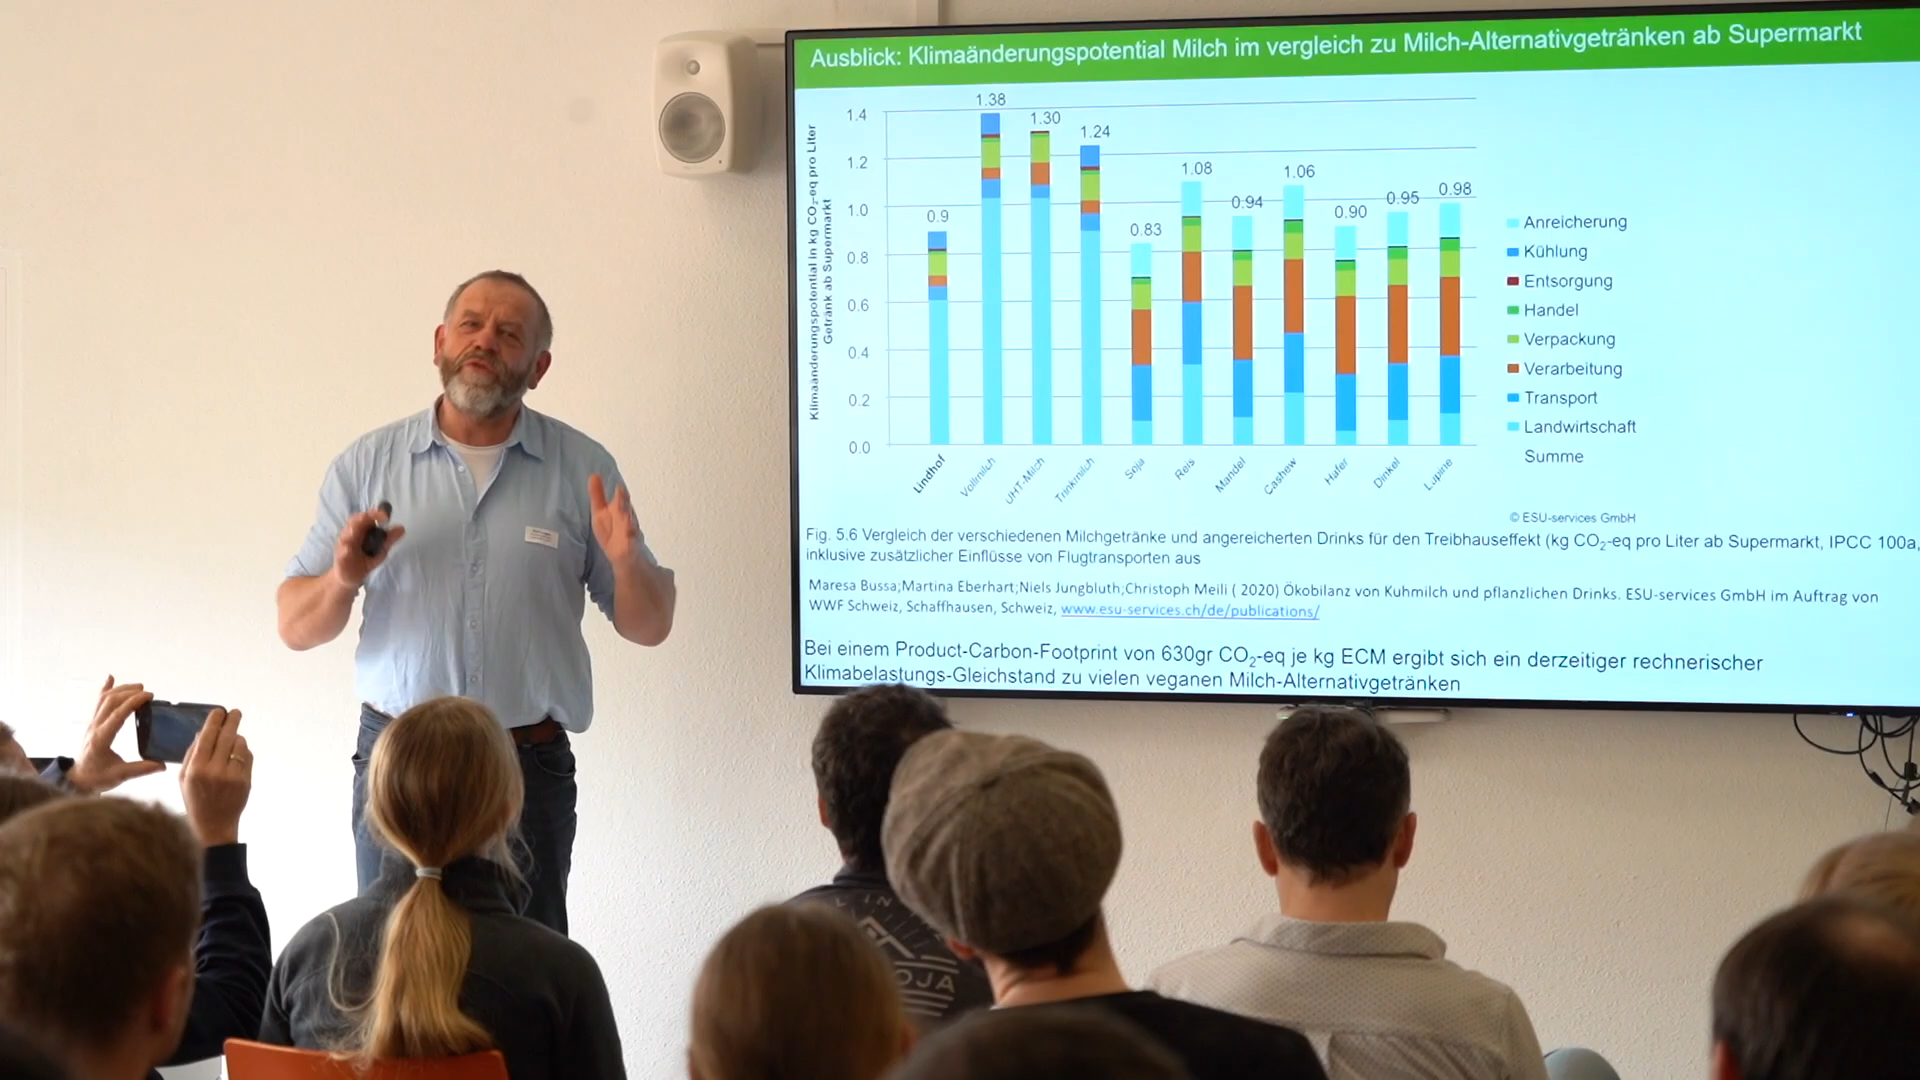 Ausblick: Klimaänderungspotential Milch im vergleich zu Milch-Alternativgetränken ab Supermarkt
Klimaänderungspotential in kg CO₂-eq pro Liter
Getränk ab Supermarkt
1.4
1.2
1.0
0.8
0.6
0.4
0.2
0.0
0.9
1.38
1.30
1.24
0.83
1.08
0.94
1.06
0.90
0.95
0.98
Lindhof
Vollmilch
UHT-Milch
Trinkmilch
Soja
Reis
Mandel
Cashew
Hafer
Dinkel
Lupine
Anreicherung
Kühlung
Entsorgung
Handel
Verpackung
Verarbeitung
Transport
Landwirtschaft
Summe
© ESU-services GmbH
Fig. 5.6 Vergleich der verschiedenen Milchgetränke und angereicherten Drinks für den Treibhauseffekt (kg CO₂-eq pro Liter ab Supermarkt, IPCC 100a,
inklusive zusätzlicher Einflüsse von Flugtransporten aus
Maresa Bussa;Martina Eberhart;Niels Jungbluth;Christoph Meili ( 2020) Ökobilanz von Kuhmilch und pflanzlichen Drinks. ESU-services GmbH im Auftrag von
WWF Schweiz, Schaffhausen, Schweiz, www.esu-services.ch/de/publications/
Bei einem Product-Carbon-Footprint von 630gr CO₂-eq je kg ECM ergibt sich ein derzeitiger rechnerischer
Klimabelastungs-Gleichstand zu vielen veganen Milch-Alternativgetränken